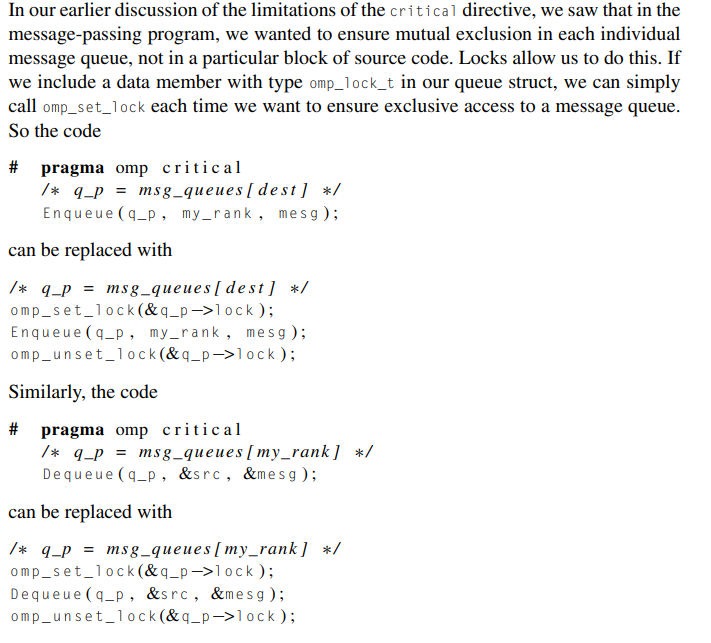 In our earlier discussion of the limitations of the critical directive, we saw that in the
message-passing program, we wanted to ensure mutual exclusion in each individual
message queue, not in a particular block of source code. Locks allow us to do this. If
we include a data member with type omp_lock_t in our queue struct, we can simply
call omp_set_lock each time we want to ensure exclusive access to a message queue.
So the code
# pragma omp critical
/* q_p = msg_queues[dest] */
Enqueue(q_p, my_rank, mesg);
can be replaced with
/* q_p = msg_queues[dest] */
omp_set_lock(&q_p−>lock);
Enqueue(q_p, my_rank, mesg);
omp_unset_lock(&q_p−>lock);
Similarly, the code
# pragma omp critical
/* q_p = msg_queues[my_rank] */
Dequeue(q_p, &src, &mesg);
can be replaced with
/* q_p = msg_queues[my_rank] */
omp_set_lock(&q_p−>lock);
Dequeue(q_p, &src, &mesg);
omp_unset_lock(&q_p−>lock);